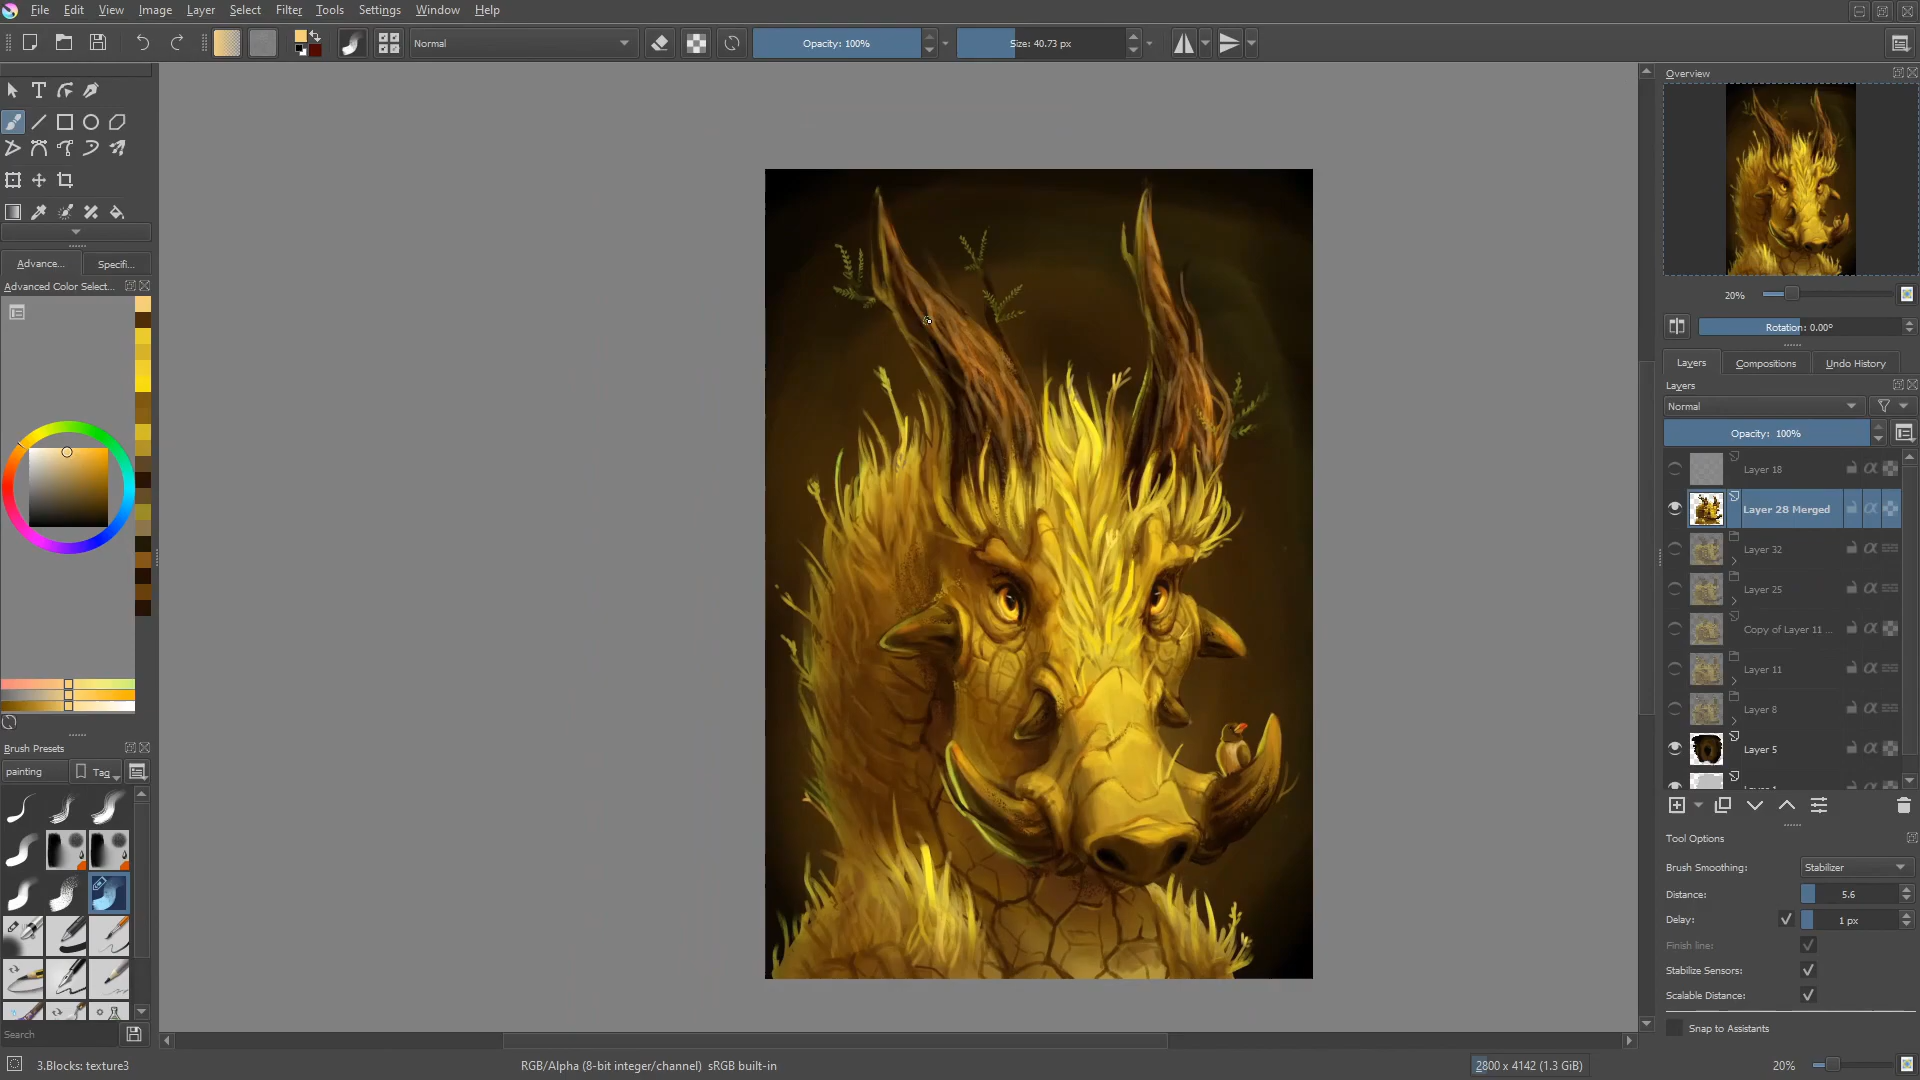 File Edit View Image Layer Select Filter Tools Settings Window Help
Normal
Opacity: 100%
Size: 40.73 px
Overview
20%
Rotation: 0.00°
Advance... Specifi...
Advanced Color Select...
Layers Compositions Undo History
Layers
Normal
Opacity: 100%
Layer 18
Layer 28 Merged
Layer 32
Layer 25
Copy of Layer 11 ...
Layer 11
Layer 8
Layer 5
Brush Presets
painting Tag
Search
Tool Options
Brush Smoothing: Stabilizer
Distance: 5.6
Delay: 1 px
Finish line:
Stabilize Sensors:
Scalable Distance:
Snap to Assistants
3.Blocks: texture3
RGB/Alpha (8-bit integer/channel) sRGB built-in
2800 x 4142 (1.3 GiB)
20%